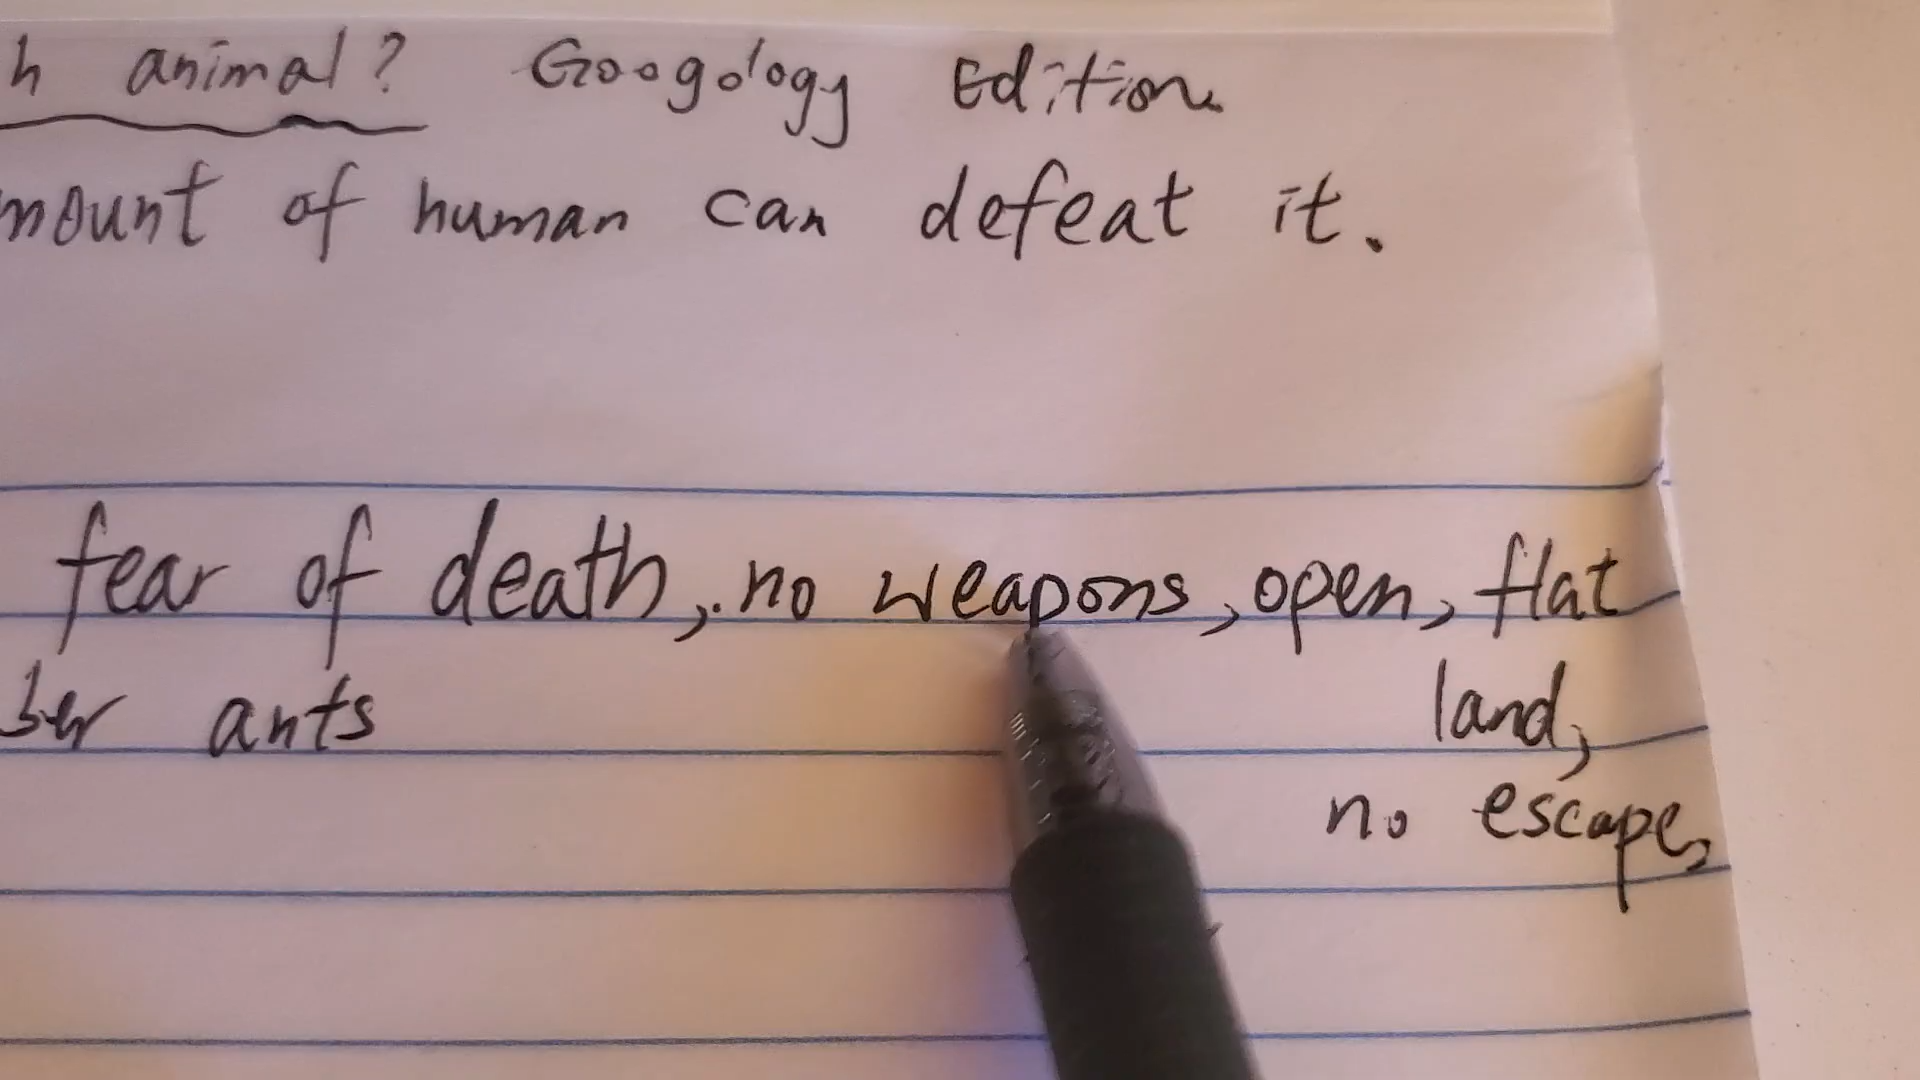 animal? Googology Edition
of human can defeat it.
fear of death, no weapons, open, flat
ants land,
no escape,